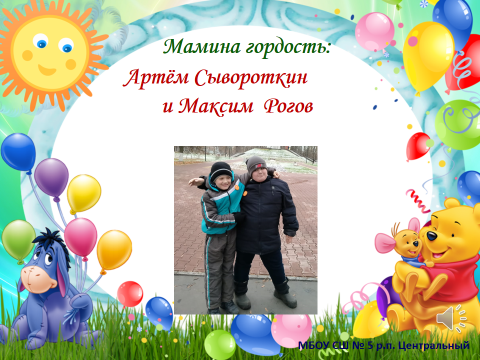 Мамина гордость:
Артём Сывороткин
и Максим Рогов
МБОУ СШ № 5 р.п. Центральный